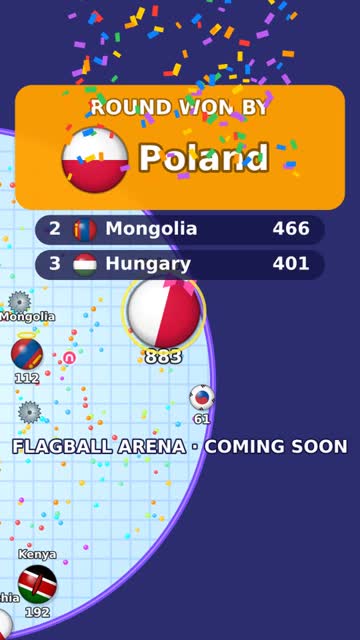 ROUND WON BY
Poland
2 Mongolia 466
3 Hungary 401
Mongolia
883
112
61
FLAGBALL ARENA · COMING SOON
Kenya
hia
192